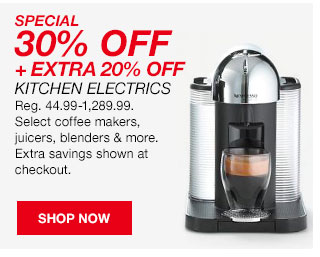 SPECIAL
30% OFF
+ EXTRA 20% OFF
KITCHEN ELECTRICS
Reg. 44.99-1,289.99.
Select coffee makers,
juicers, blenders & more.
Extra savings shown at
checkout.
SHOP NOW
NESPRESSO